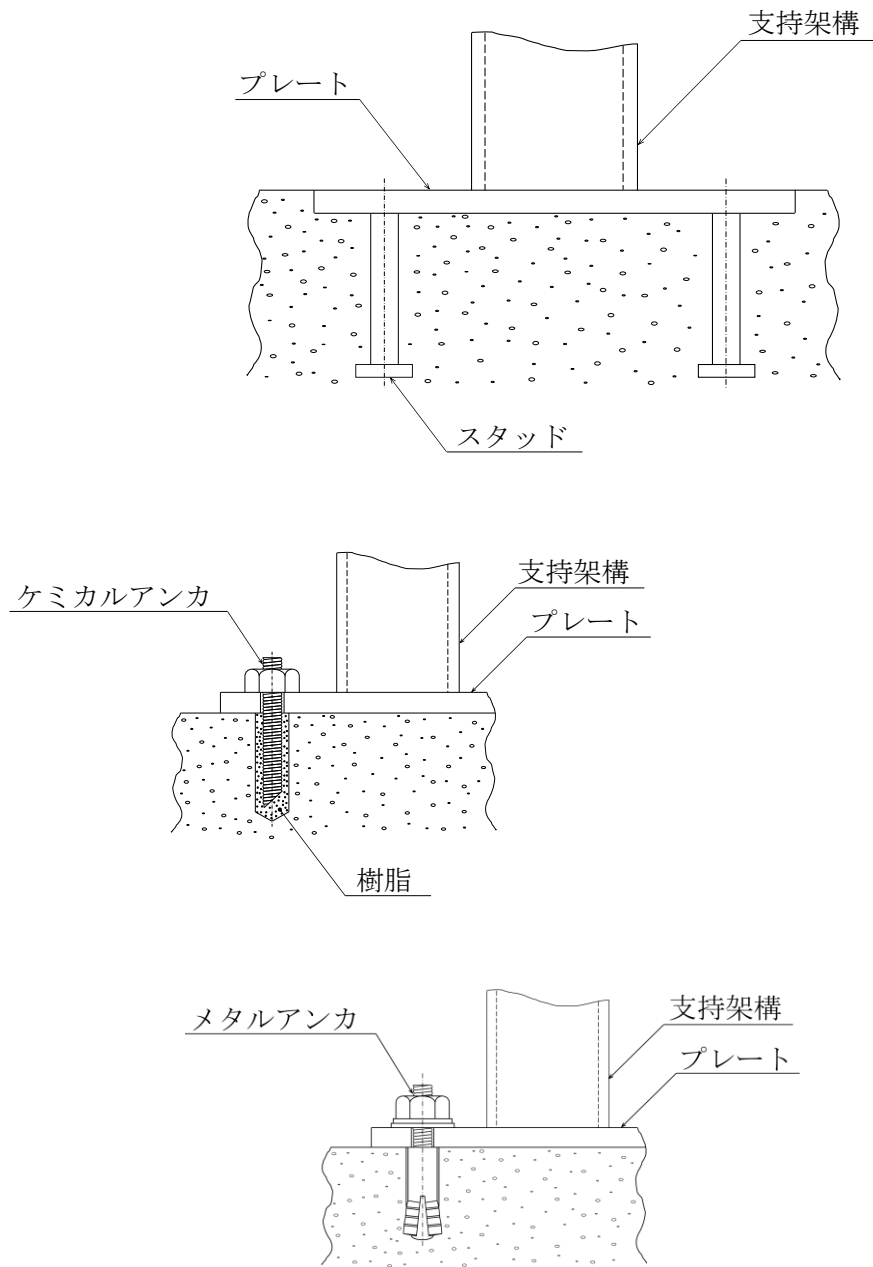 支持架構
プレート
スタッド
ケミカルアンカ
支持架構
プレート
樹脂
メタルアンカ
支持架構
プレート